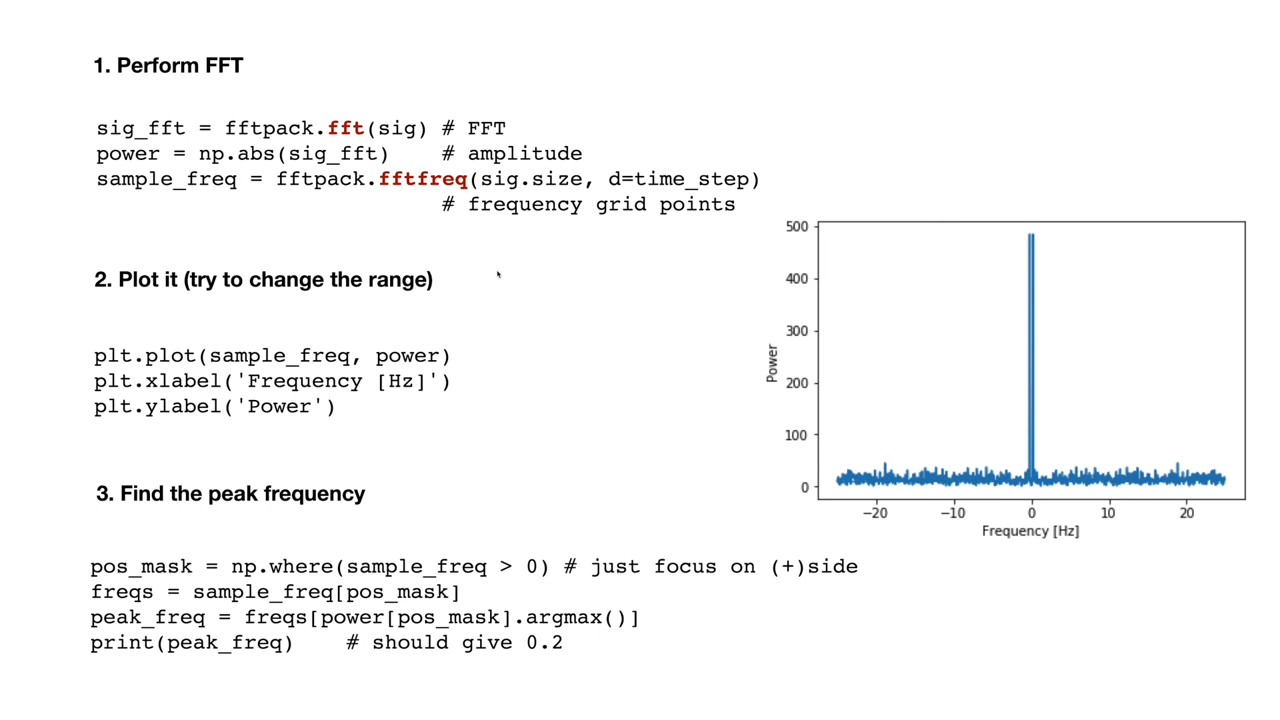 1. Perform FFT
sig_fft = fftpack.fft(sig) # FFT
power = np.abs(sig_fft)    # amplitude
sample_freq = fftpack.fftfreq(sig.size, d=time_step)
# frequency grid points
2. Plot it (try to change the range)
plt.plot(sample_freq, power)
plt.xlabel('Frequency [Hz]')
plt.ylabel('Power')
500
400
300
200
100
0
Power
−20 −10 0 10 20
Frequency [Hz]
3. Find the peak frequency
pos_mask = np.where(sample_freq > 0) # just focus on (+)side
freqs = sample_freq[pos_mask]
peak_freq = freqs[power[pos_mask].argmax()]
print(peak_freq)    # should give 0.2